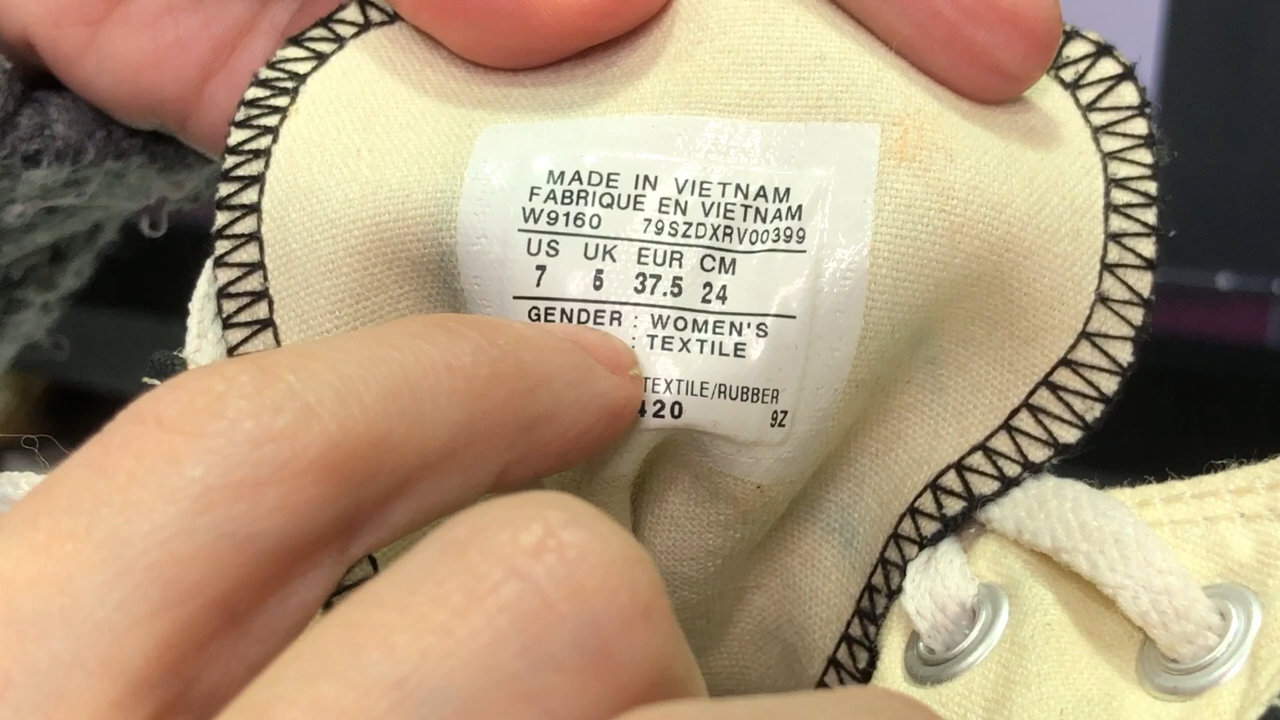 MADE IN VIETNAM
FABRIQUE EN VIETNAM
W9160 79SZDXRV00399
US UK EUR CM
7 5 37.5 24
GENDER : WOMEN'S
: TEXTILE
TEXTILE/RUBBER
420 9Z